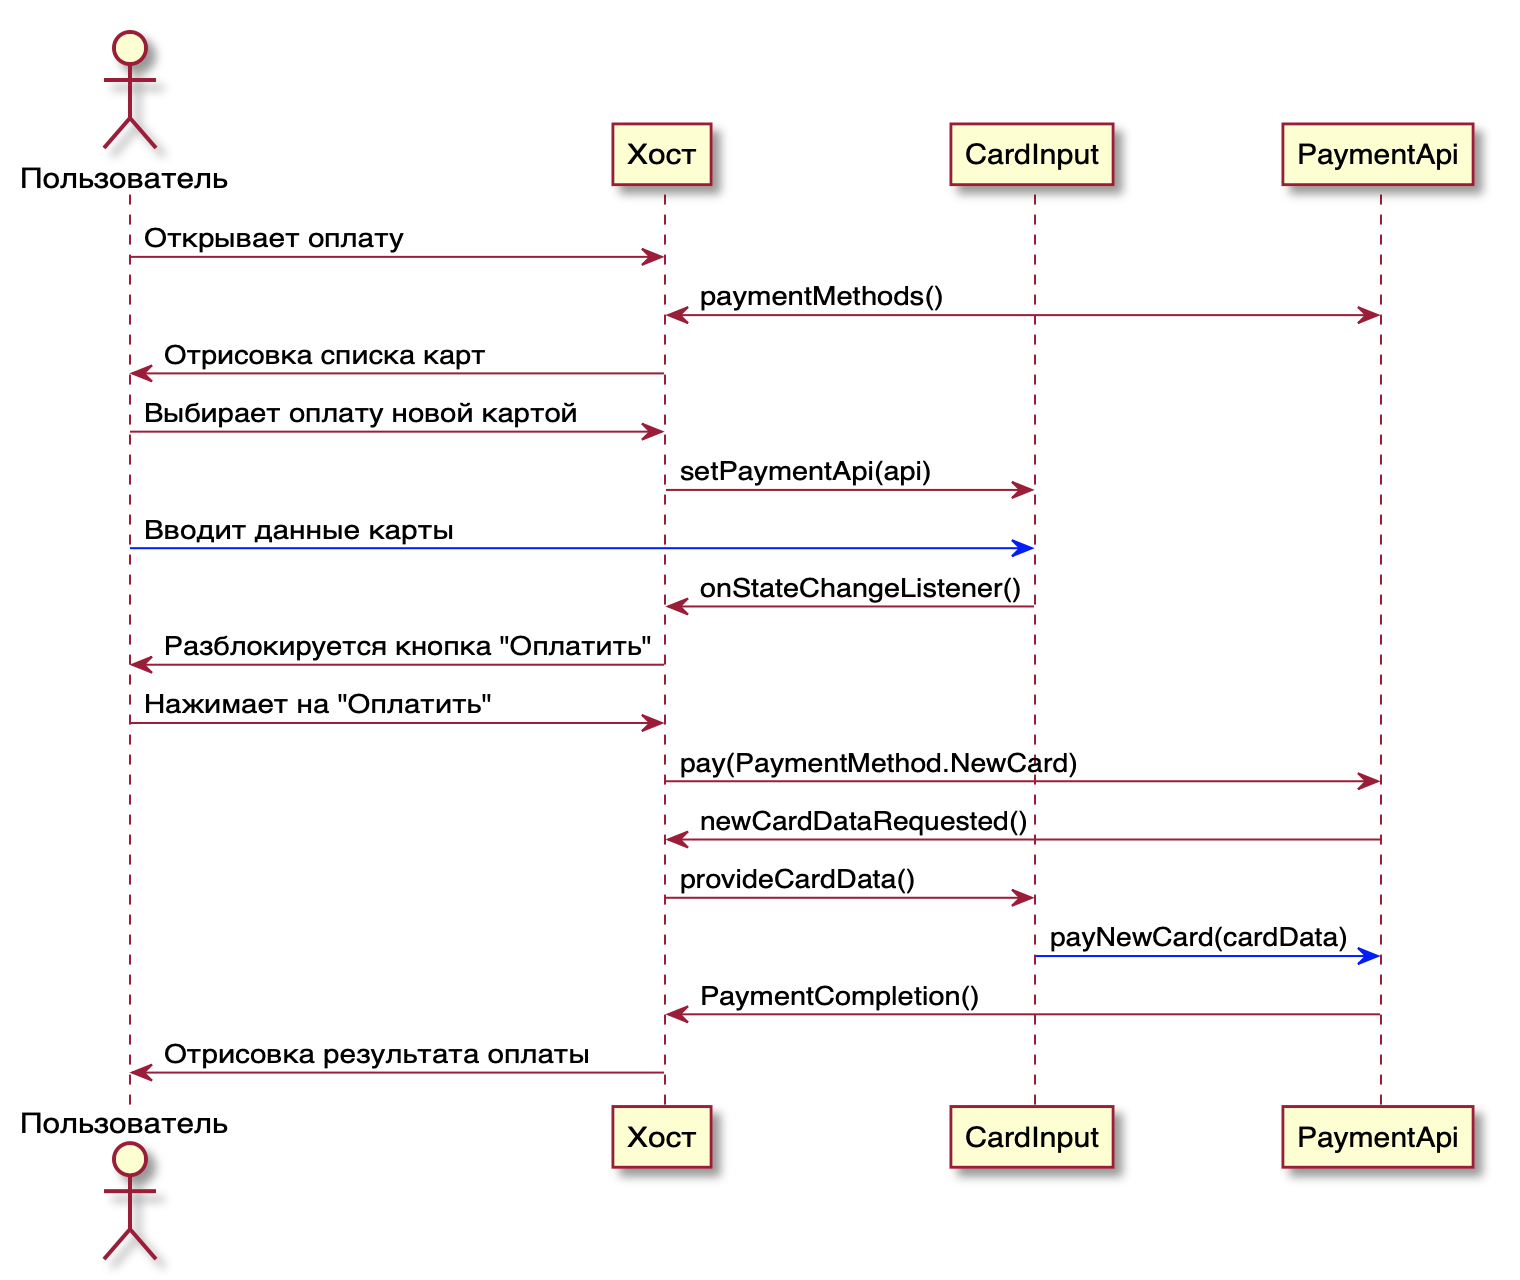 Пользователь
Хост
CardInput
PaymentApi
Открывает оплату
paymentMethods()
Отрисовка списка карт
Выбирает оплату новой картой
setPaymentApi(api)
Вводит данные карты
onStateChangeListener()
Разблокируется кнопка "Оплатить"
Нажимает на "Оплатить"
pay(PaymentMethod.NewCard)
newCardDataRequested()
provideCardData()
payNewCard(cardData)
PaymentCompletion()
Отрисовка результата оплаты
Пользователь
Хост
CardInput
PaymentApi